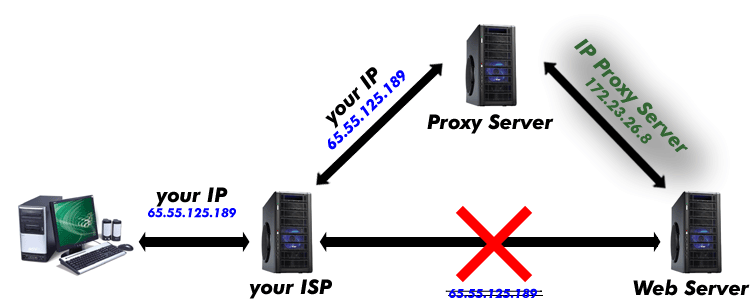 your IP
65.55.125.189
Proxy Server
IP Proxy Server
172.23.26.8
your IP
65.55.125.189
your ISP
65.55.125.189
Web Server